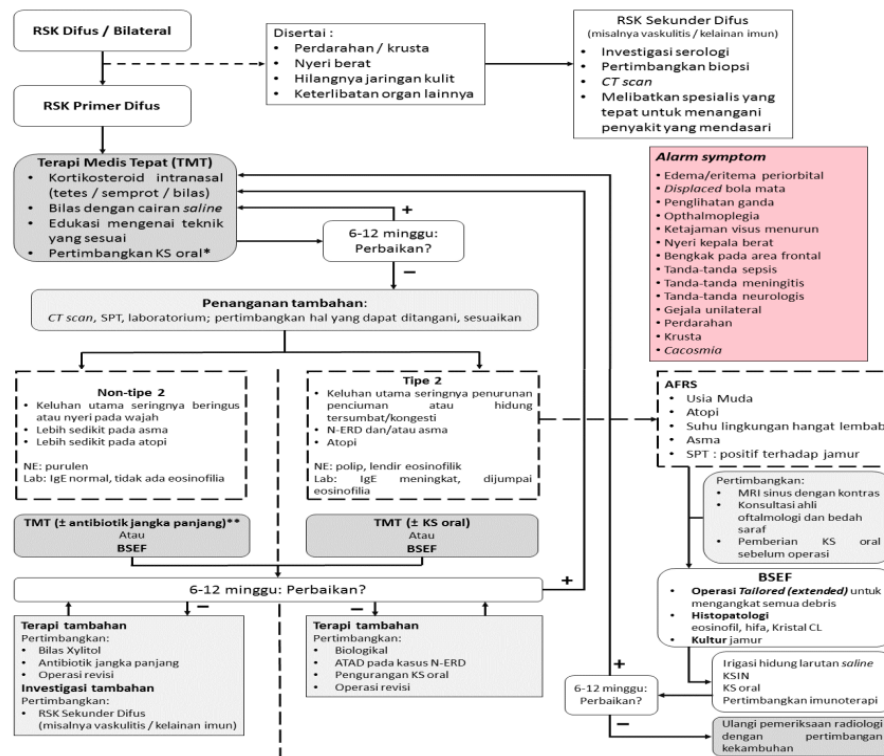 RSK Difus / Bilateral
Disertai :
• Perdarahan / krusta
• Nyeri berat
• Hilangnya jaringan kulit
• Keterlibatan organ lainnya
RSK Sekunder Difus
(misalnya vaskulitis / kelainan imun)
• Investigasi serologi
• Pertimbangkan biopsi
• CT scan
• Melibatkan spesialis yang
tepat untuk menangani
penyakit yang mendasari
RSK Primer Difus
Terapi Medis Tepat (TMT)
• Kortikosteroid intranasal
(tetes / semprot / bilas)
• Bilas dengan cairan saline
• Edukasi mengenai teknik
yang sesuai
• Pertimbangkan KS oral*
+
6-12 minggu:
Perbaikan?
–
Alarm symptom
• Edema/eritema periorbital
• Displaced bola mata
• Penglihatan ganda
• Opthalmoplegia
• Ketajaman visus menurun
• Nyeri kepala berat
• Bengkak pada area frontal
• Tanda-tanda sepsis
• Tanda-tanda meningitis
• Tanda-tanda neurologis
• Gejala unilateral
• Perdarahan
• Krusta
• Cacosmia
Penanganan tambahan:
CT scan, SPT, laboratorium; pertimbangkan hal yang dapat ditangani, sesuaikan
Non-tipe 2
• Keluhan utama seringnya beringus
atau nyeri pada wajah
• Lebih sedikit pada asma
• Lebih sedikit pada atopi
NE: purulen
Lab: IgE normal, tidak ada eosinofilia
Tipe 2
• Keluhan utama seringnya penurunan
penciuman atau hidung
tersumbat/kongesti
• N-ERD dan/atau asma
• Atopi
NE: polip, lendir eosinofilik
Lab: IgE meningkat, dijumpai
eosinofilia
AFRS
• Usia Muda
• Atopi
• Suhu lingkungan hangat lembab
• Asma
• SPT : positif terhadap jamur
Pertimbangkan:
• MRI sinus dengan kontras
• Konsultasi ahli
oftalmologi dan bedah
saraf
• Pemberian KS oral
sebelum operasi
TMT (± antibiotik jangka panjang)**
Atau
BSEF
TMT (± KS oral)
Atau
BSEF
6-12 minggu: Perbaikan?
+
–
–
BSEF
• Operasi Tailored (extended) untuk
mengangkat semua debris
• Histopatologi
eosinofil, hifa, Kristal CL
• Kultur jamur
Terapi tambahan
Pertimbangkan:
• Bilas Xylitol
• Antibiotik jangka panjang
• Operasi revisi
Investigasi tambahan
Pertimbangkan:
• RSK Sekunder Difus
(misalnya vaskulitis / kelainan imun)
Terapi tambahan
Pertimbangkan:
• Biologikal
• ATAD pada kasus N-ERD
• Pengurangan KS oral
• Operasi revisi
+
6-12 minggu:
Perbaikan?
–
Irigasi hidung larutan saline
KSIN
KS oral
Pertimbangkan imunoterapi
Ulangi pemeriksaan radiologi
dengan pertimbangan
kekambuhan